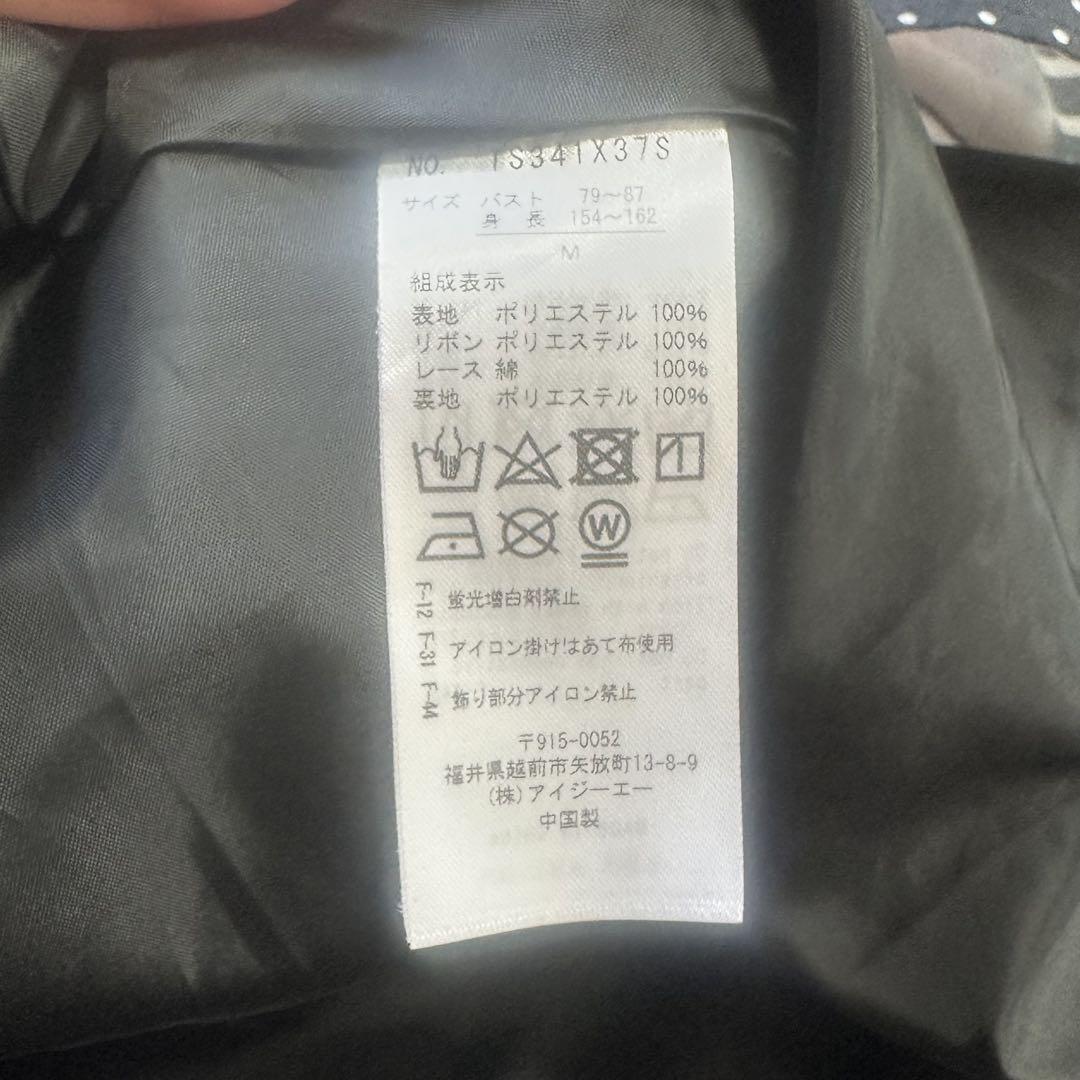 NO. TS341X37S
サイズ バスト 79～87
身長 154～162
M
組成表示
表地 ポリエステル 100%
リボン ポリエステル 100%
レース 綿 100%
裏地 ポリエステル 100%
W
F-12 蛍光増白剤禁止
F-31 アイロン掛けはあて布使用
F-44 飾り部分アイロン禁止
〒915-0052
福井県越前市矢放町13-8-9
(株)アイジーエー
中国製